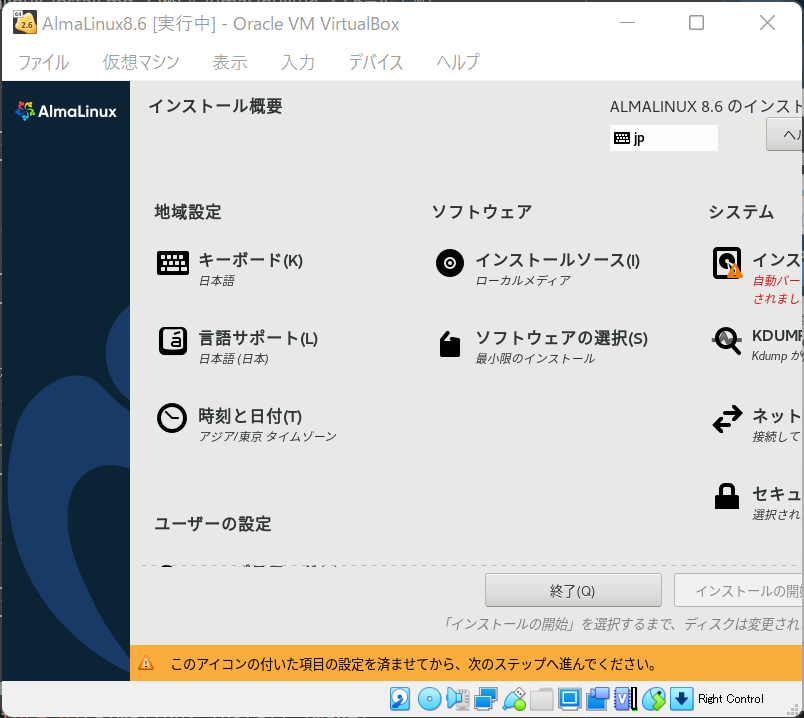 AlmaLinux8.6 [実行中] - Oracle VM VirtualBox
ファイル 仮想マシン 表示 入力 デバイス ヘルプ
AlmaLinux
インストール概要
ALMALINUX 8.6 のインスト
jp
ヘル
地域設定
ソフトウェア
システム
キーボード(K)
日本語
インストールソース(I)
ローカルメディア
インス
自動パー
されまし
言語サポート(L)
日本語 (日本)
ソフトウェアの選択(S)
最小限のインストール
KDUMP
Kdump が
時刻と日付(T)
アジア/東京 タイムゾーン
ネット
接続して
セキュ
選択され
ユーザーの設定
終了(Q)
インストールの開始
「インストールの開始」を選択するまで、ディスクは変更され
このアイコンの付いた項目の設定を済ませてから、次のステップへ進んでください。
Right Control